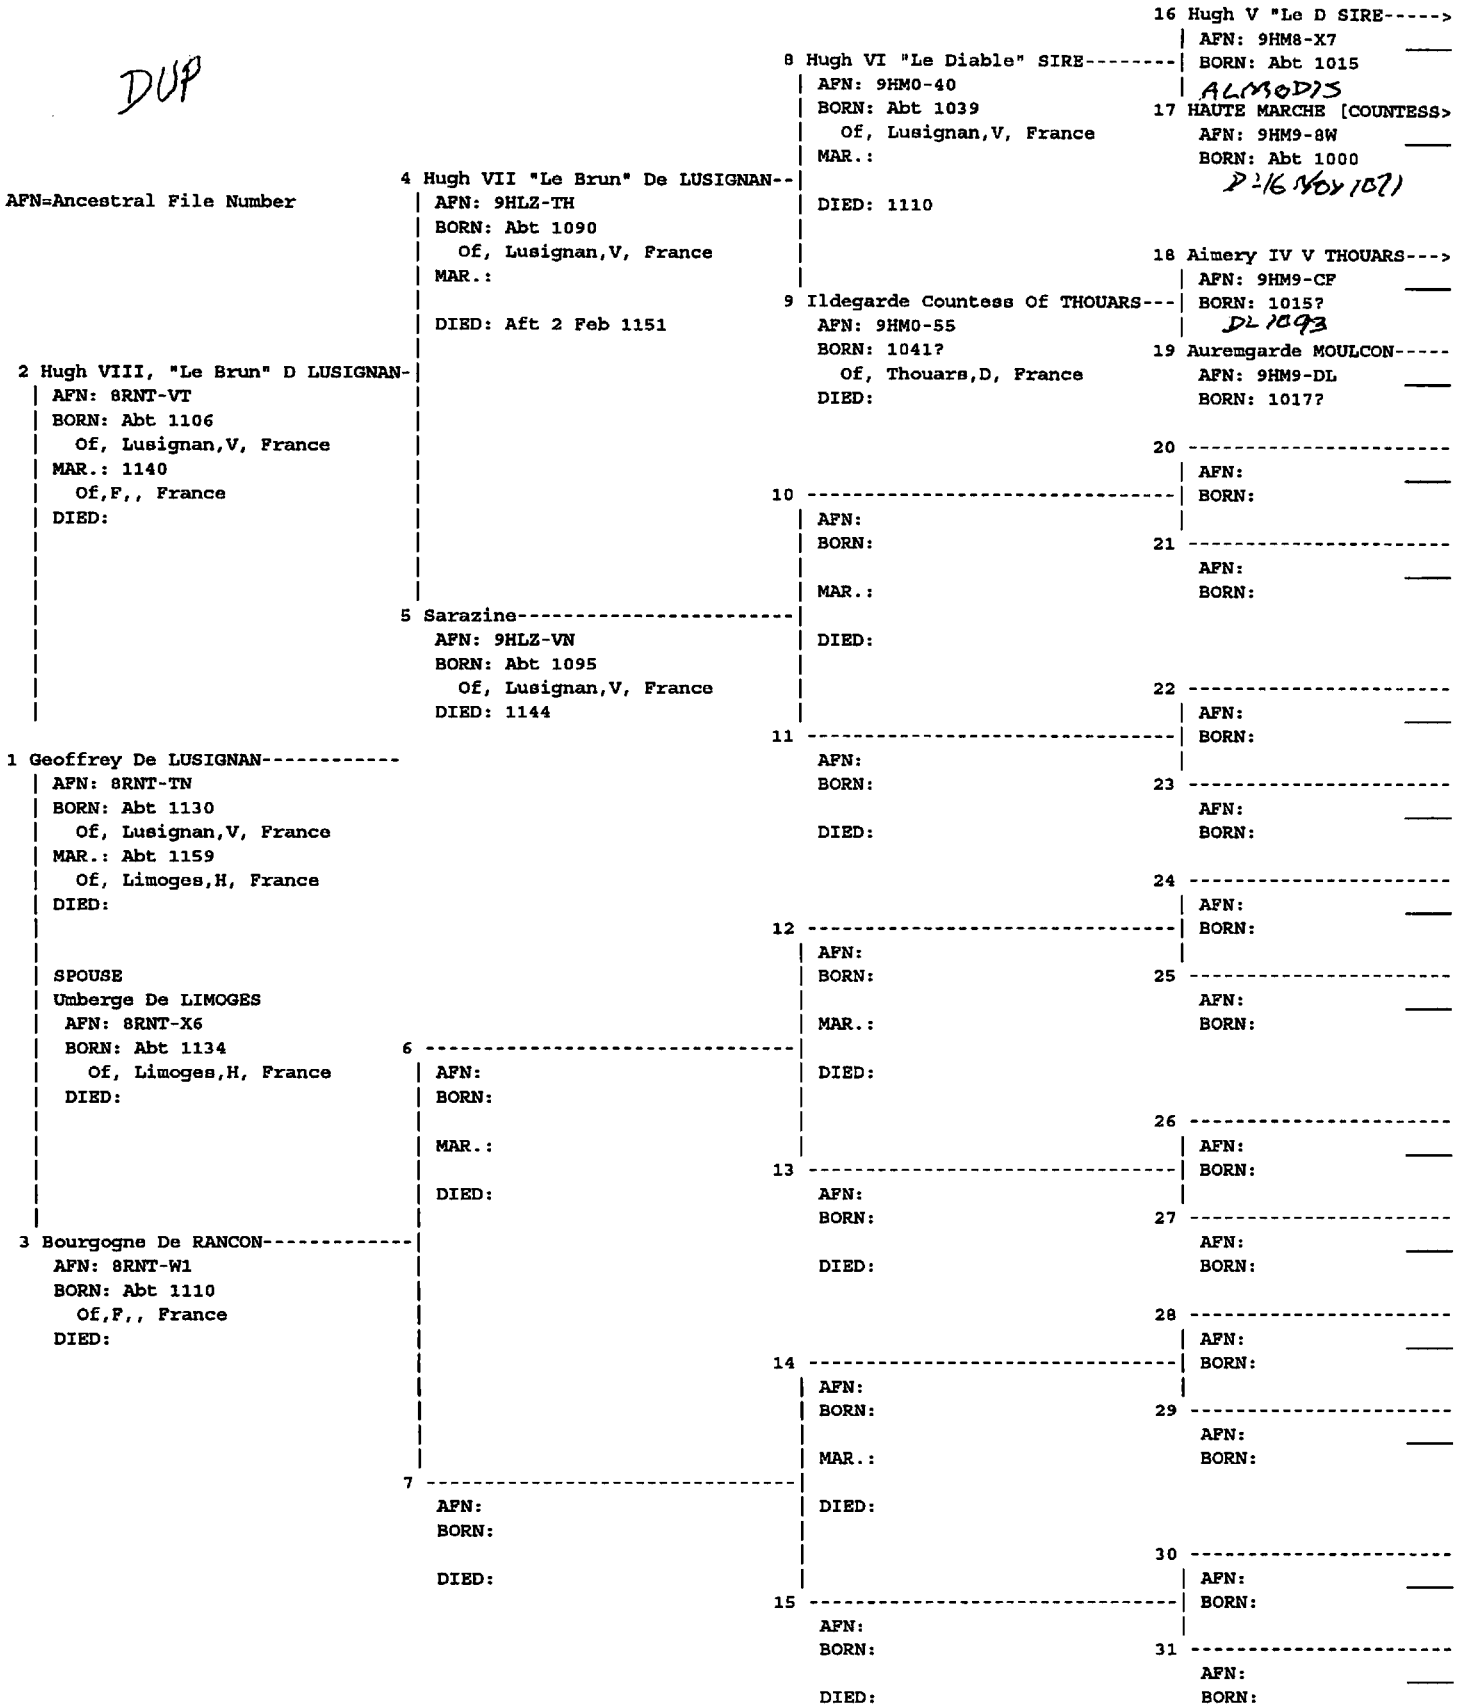 DUP
AFN=Ancestral File Number
16 Hugh V "Le D SIRE----->
AFN: 9HM8-X7
BORN: Abt 1015
8 Hugh VI "Le Diable" SIRE--------
AFN: 9HM0-40
BORN: Abt 1039
Of, Lusignan,V, France
MAR.:
DIED: 1110
ALMODIS
17 HAUTE MARCHE [COUNTESS>
AFN: 9HM9-8W
BORN: Abt 1000
D-16 NOV 1071
4 Hugh VII "Le Brun" De LUSIGNAN--
AFN: 9HLZ-TH
BORN: Abt 1090
Of, Lusignan,V, France
MAR.:
DIED: Aft 2 Feb 1151
18 Aimery IV V THOUARS--->
AFN: 9HM9-CF
BORN: 1015?
1093
9 Ildegarde Countess Of THOUARS---
AFN: 9HM0-55
BORN: 1041?
Of, Thouars,D, France
DIED:
19 Auremgarde MOULCON-----
AFN: 9HM9-DL
BORN: 1017?
2 Hugh VIII, "Le Brun" D LUSIGNAN-
AFN: 8RNT-VT
BORN: Abt 1106
Of, Lusignan,V, France
MAR.: 1140
Of,F,, France
DIED:
20 -----------------------
AFN:
BORN:
10 -------------------------------
AFN:
BORN:
MAR.:
DIED:
21 -----------------------
AFN:
BORN:
5 Sarazine-----------------------
AFN: 9HLZ-VN
BORN: Abt 1095
Of, Lusignan,V, France
DIED: 1144
22 -----------------------
AFN:
BORN:
11 -------------------------------
AFN:
BORN:
DIED:
23 -----------------------
AFN:
BORN:
1 Geoffrey De LUSIGNAN------------
AFN: 8RNT-TN
BORN: Abt 1130
Of, Lusignan,V, France
MAR.: Abt 1159
Of, Limoges,H, France
DIED:
SPOUSE
Umberge De LIMOGES
AFN: 8RNT-X6
BORN: Abt 1134
Of, Limoges,H, France
DIED:
24 -----------------------
AFN:
BORN:
12 -------------------------------
AFN:
BORN:
MAR.:
DIED:
25 -----------------------
AFN:
BORN:
6 -------------------------------
AFN:
BORN:
MAR.:
DIED:
26 -----------------------
AFN:
BORN:
13 -------------------------------
AFN:
BORN:
DIED:
27 -----------------------
AFN:
BORN:
3 Bourgogne De RANCON-------------
AFN: 8RNT-W1
BORN: Abt 1110
Of,F,, France
DIED:
28 -----------------------
AFN:
BORN:
14 -------------------------------
AFN:
BORN:
MAR.:
DIED:
29 -----------------------
AFN:
BORN:
7 -------------------------------
AFN:
BORN:
DIED:
30 -----------------------
AFN:
BORN:
15 -------------------------------
AFN:
BORN:
DIED:
31 -----------------------
AFN:
BORN: